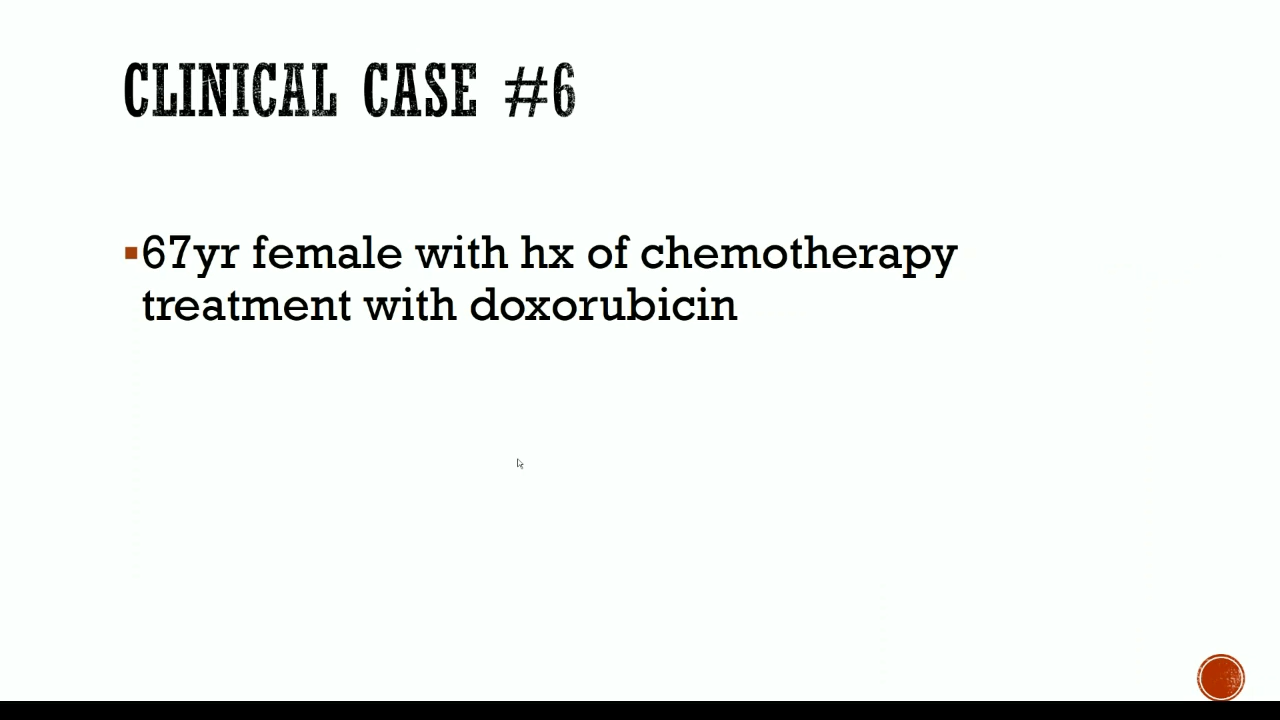 CLINICAL CASE #6
▪67yr female with hx of chemotherapy
treatment with doxorubicin